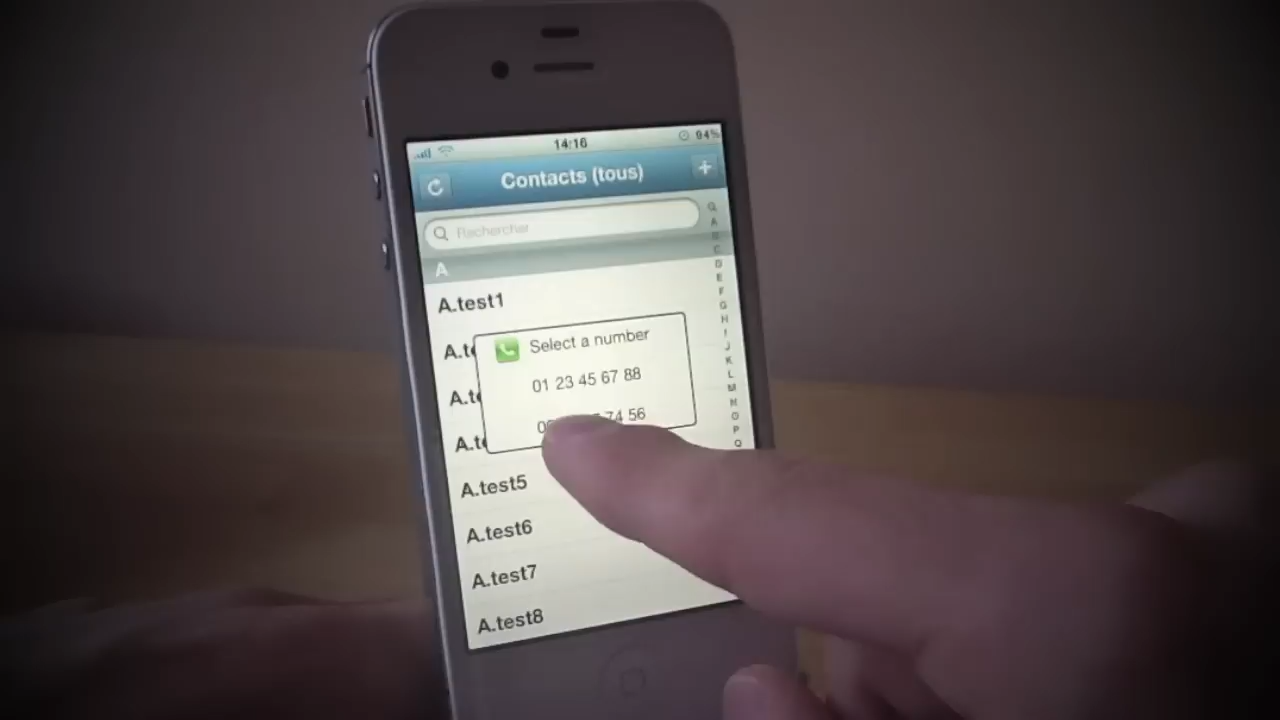 14:16
94%
Contacts (tous)
Rechercher
A
A.test1
Select a number
01 23 45 67 88
74 56
A.test5
A.test6
A.test7
A.test8
A
C
D
E
F
G
H
I
J
K
L
M
N
O
P
Q